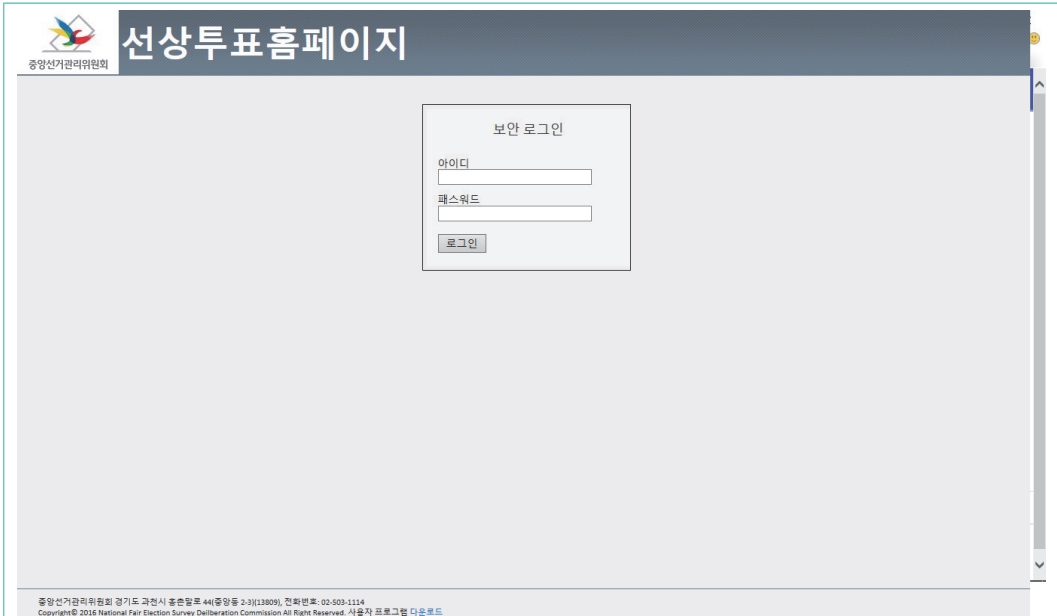 중앙선거관리위원회
선상투표홈페이지
보안 로그인
아이디
패스워드
로그인
중앙선거관리위원회 경기도 과천시 홍촌말로 44(중앙동 2-3)(13809), 전화번호: 02-503-1114
Copyright© 2016 National Fair Election Survey Deliberation Commission All Right Reserved. 사용자 프로그램 다운로드